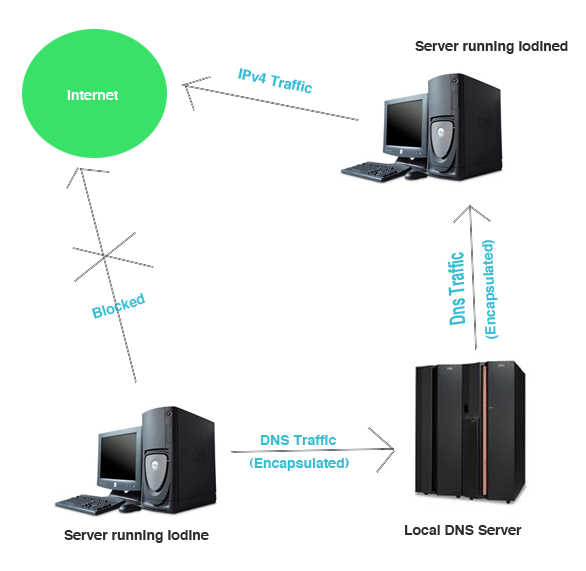 Server running Iodined
IPv4 Traffic
Internet
Dns Traffic
(Encapsulated)
Blocked
DNS Traffic
(Encapsulated)
Server running Iodine
Local DNS Server